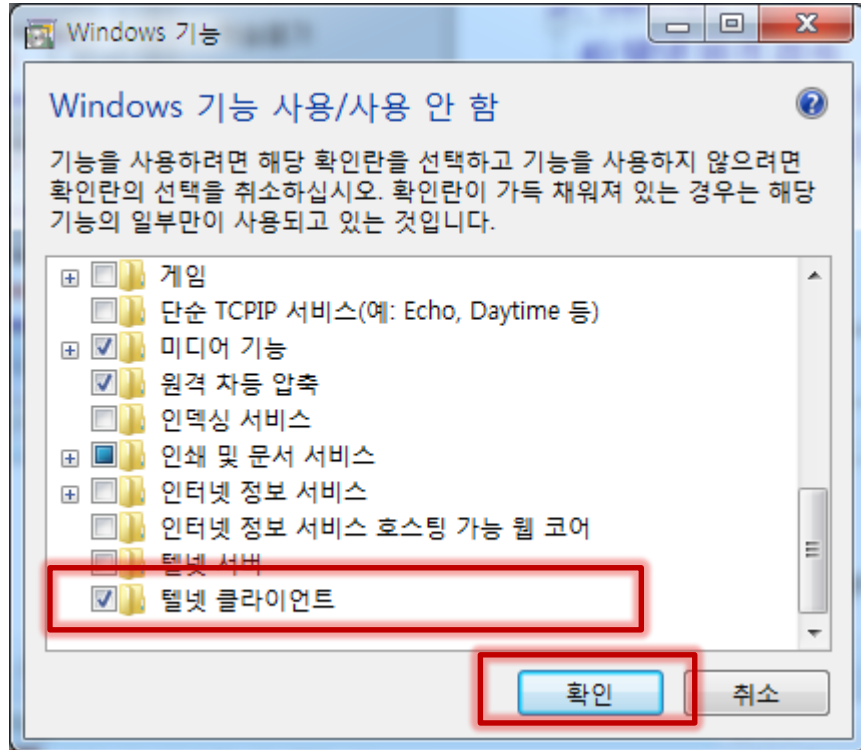 Windows 기능
Windows 기능 사용/사용 안 함
기능을 사용하려면 해당 확인란을 선택하고 기능을 사용하지 않으려면
확인란의 선택을 취소하십시오. 확인란이 가득 채워져 있는 경우는 해당
기능의 일부만이 사용되고 있는 것입니다.
게임
단순 TCPIP 서비스(예: Echo, Daytime 등)
미디어 기능
원격 차등 압축
인덱싱 서비스
인쇄 및 문서 서비스
인터넷 정보 서비스
인터넷 정보 서비스 호스팅 가능 웹 코어
텔넷 서버
텔넷 클라이언트
확인
취소